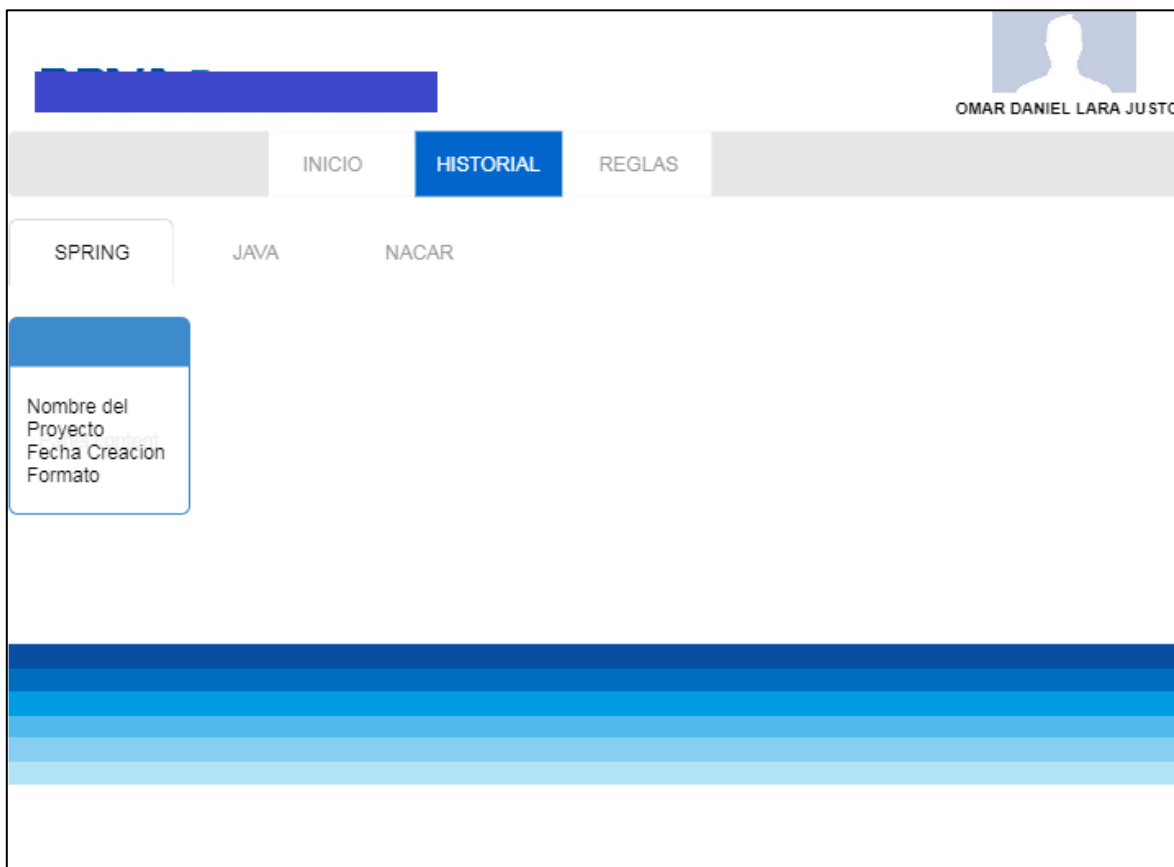 OMAR DANIEL LARA JUSTO
INICIO HISTORIAL REGLAS
SPRING JAVA NACAR
Nombre del
Proyecto
Fecha Creacion
Formato